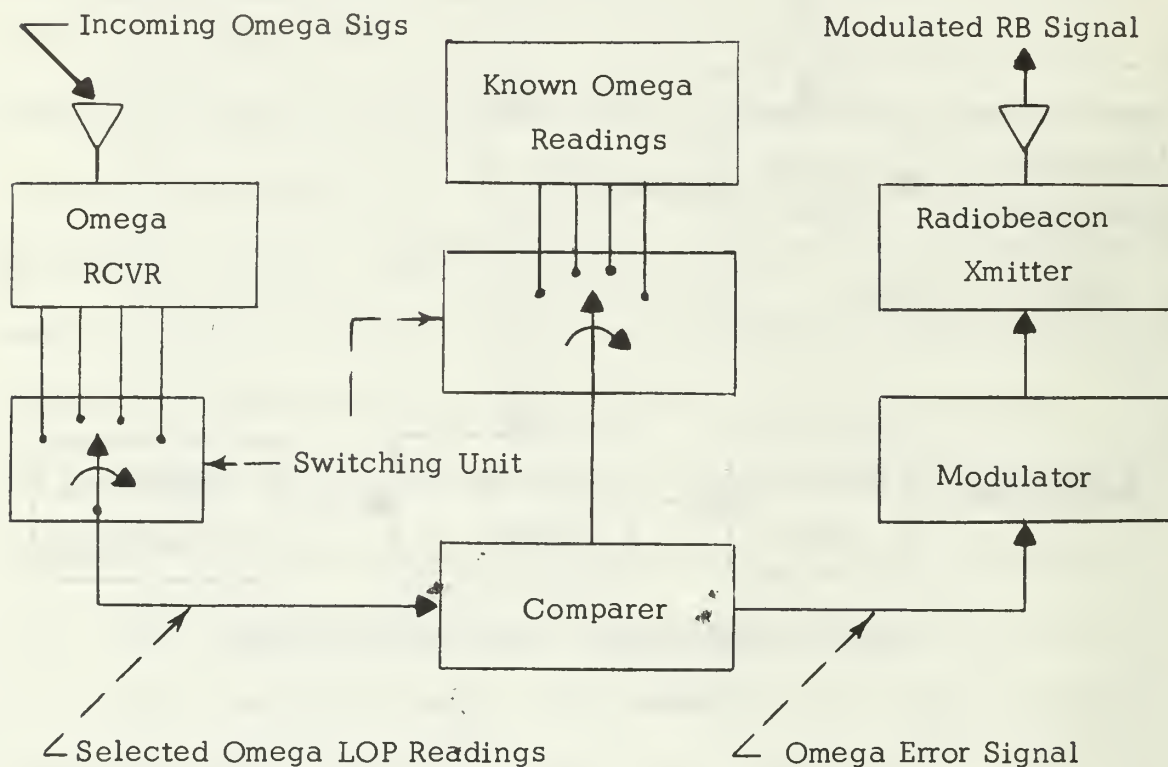 Incoming Omega Sigs
Modulated RB Signal
Known Omega
Readings
Omega
RCVR
Radiobeacon
Xmitter
Switching Unit
Modulator
Comparer
Selected Omega LOP Readings
Omega Error Signal